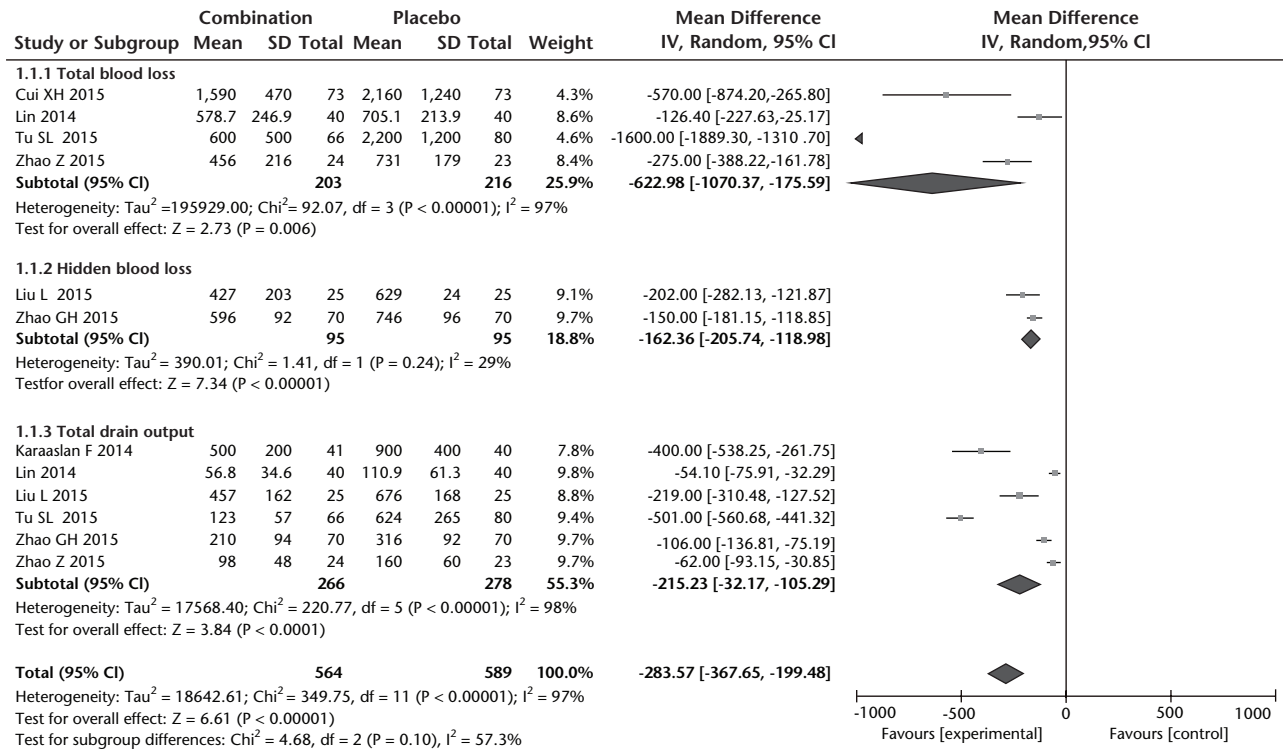 Combination Placebo Mean Difference Mean Difference
Study or Subgroup Mean SD Total Mean SD Total Weight IV, Random, 95% CI IV, Random,95% CI
1.1.1 Total blood loss
Cui XH 2015 1,590 470 73 2,160 1,240 73 4.3% -570.00 [-874.20,-265.80)
Lin 2014 578.7 246.9 40 705.1 213.9 40 8.6% -126.40 [-227.63,-25.17)
Tu SL 2015 600 500 66 2,200 1,200 80 4.6% -1600.00 [-1889.30, -1310 .70]
Zhao Z 2015 456 216 24 731 179 23 8.4% -275.00 [-388.22,-161.78)
Subtotal (95% CI) 203 216 25.9% -622.98 [-1070.37, -175.59]
Heterogeneity: Tau² =195929.00; Chi²= 92.07, df = 3 (P < 0.00001); I² = 97%
Test for overall effect: Z = 2.73 (P = 0.006)
1.1.2 Hidden blood loss
Liu L 2015 427 203 25 629 24 25 9.1% -202.00 [-282.13, -121.87]
Zhao GH 2015 596 92 70 746 96 70 9.7% -150.00 [-181.15, -118.85]
Subtotal (95% CI) 95 95 18.8% -162.36 [-205.74, -118.98]
Heterogeneity: Tau² = 390.01; Chi² = 1.41, df = 1 (P = 0.24); I² = 29%
Testfor overall effect: Z = 7.34 (P < 0.00001)
1.1.3 Total drain output
Karaaslan F 2014 500 200 41 900 400 40 7.8% -400.00 [-538.25, -261.75]
Lin 2014 56.8 34.6 40 110.9 61.3 40 9.8% -54.10 [-75.91, -32.29]
Liu L 2015 457 162 25 676 168 25 8.8% -219.00 [-310.48, -127.52]
Tu SL 2015 123 57 66 624 265 80 9.4% -501.00 [-560.68, -441.32]
Zhao GH 2015 210 94 70 316 92 70 9.7% -106.00 [-136.81, -75.19]
Zhao Z 2015 98 48 24 160 60 23 9.7% -62.00 [-93.15, -30.85]
Subtotal (95% CI) 266 278 55.3% -215.23 [-32.17, -105.29]
Heterogeneity: Tau² = 17568.40; Chi² = 220.77, df = 5 (P < 0.00001); I² = 98%
Test for overall effect: Z = 3.84 (P < 0.0001)
Total (95% CI) 564 589 100.0% -283.57 [-367.65, -199.48]
Heterogeneity: Tau² = 18642.61; Chi² = 349.75, df = 11 (P < 0.00001); I² = 97%
Test for overall effect: Z = 6.61 (P < 0.00001)
Test for subgroup differences: Chi² = 4.68, df = 2 (P = 0.10), I² = 57.3%
-1000 -500 0 500 1000
Favours [experimental] Favours [control]